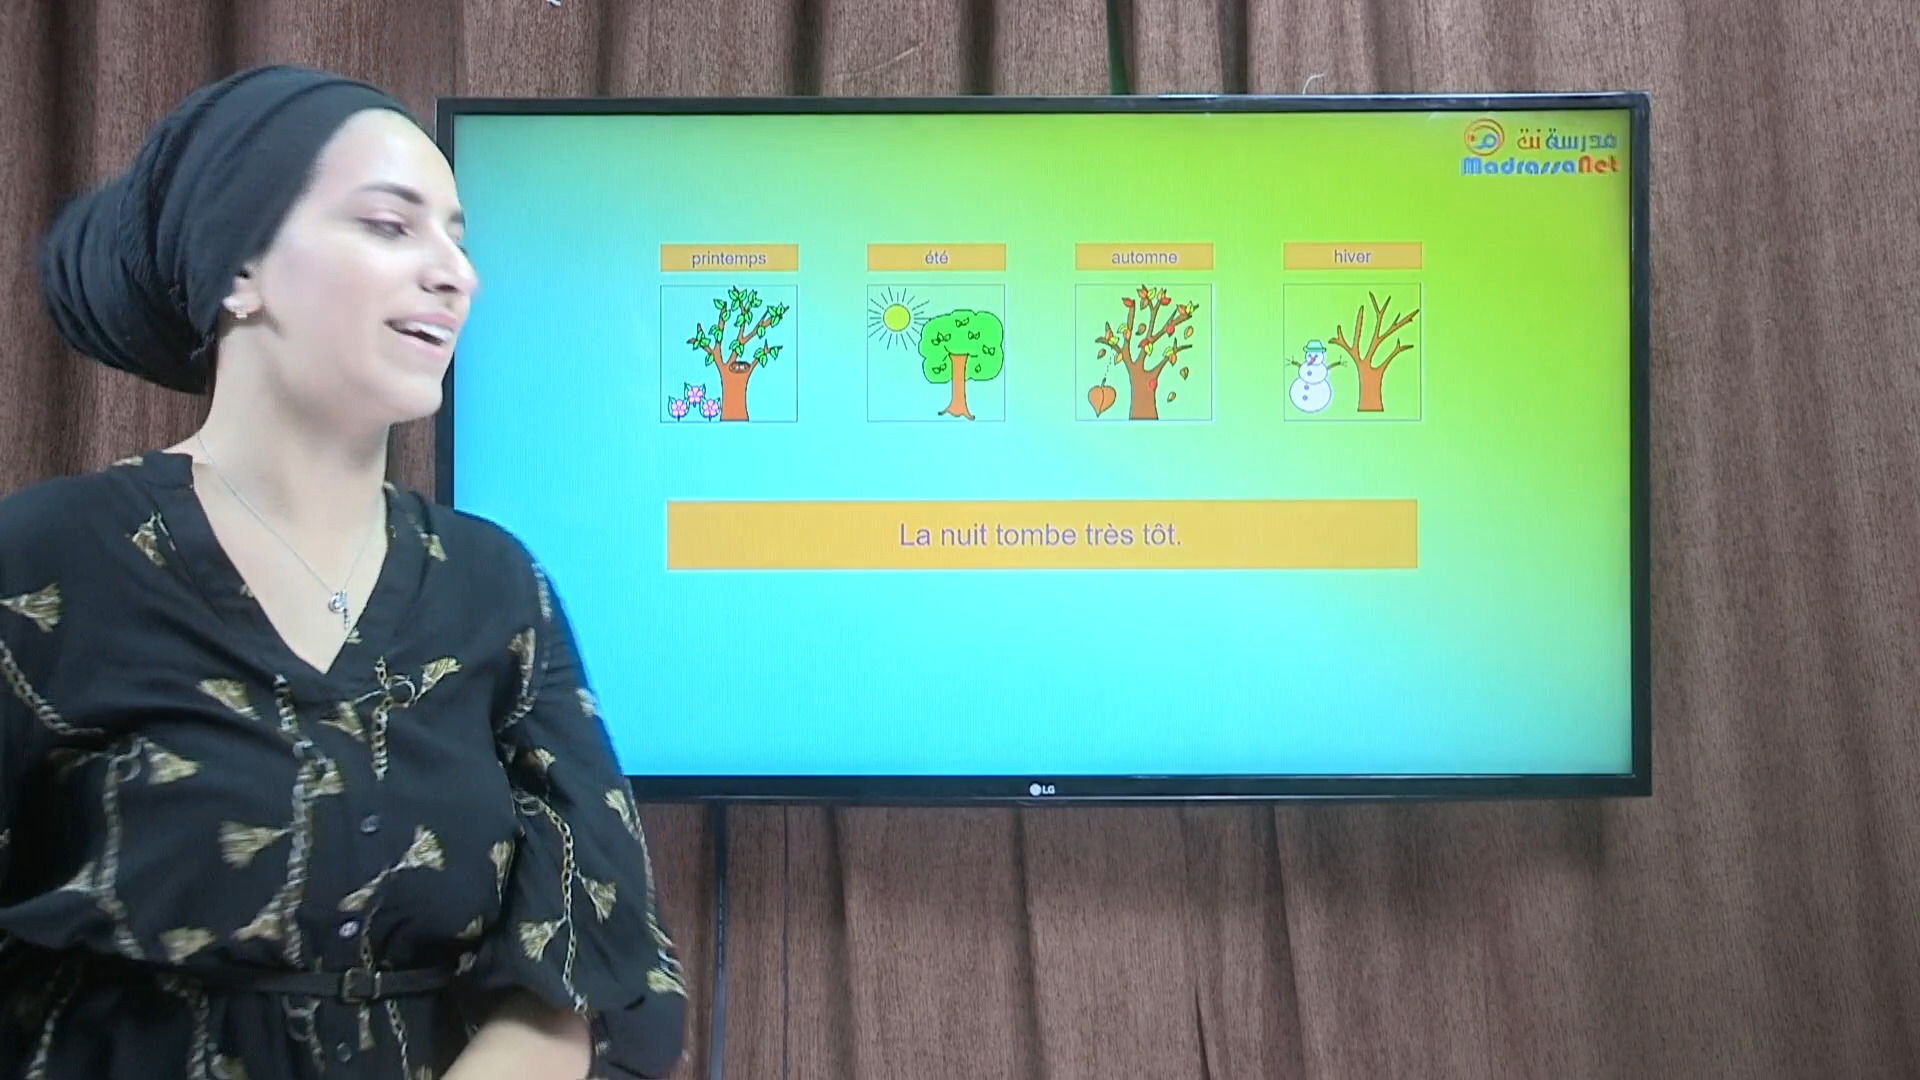 مدرسة نت
MadrassaNet
printemps
été
automne
hiver
La nuit tombe très tôt.
LG